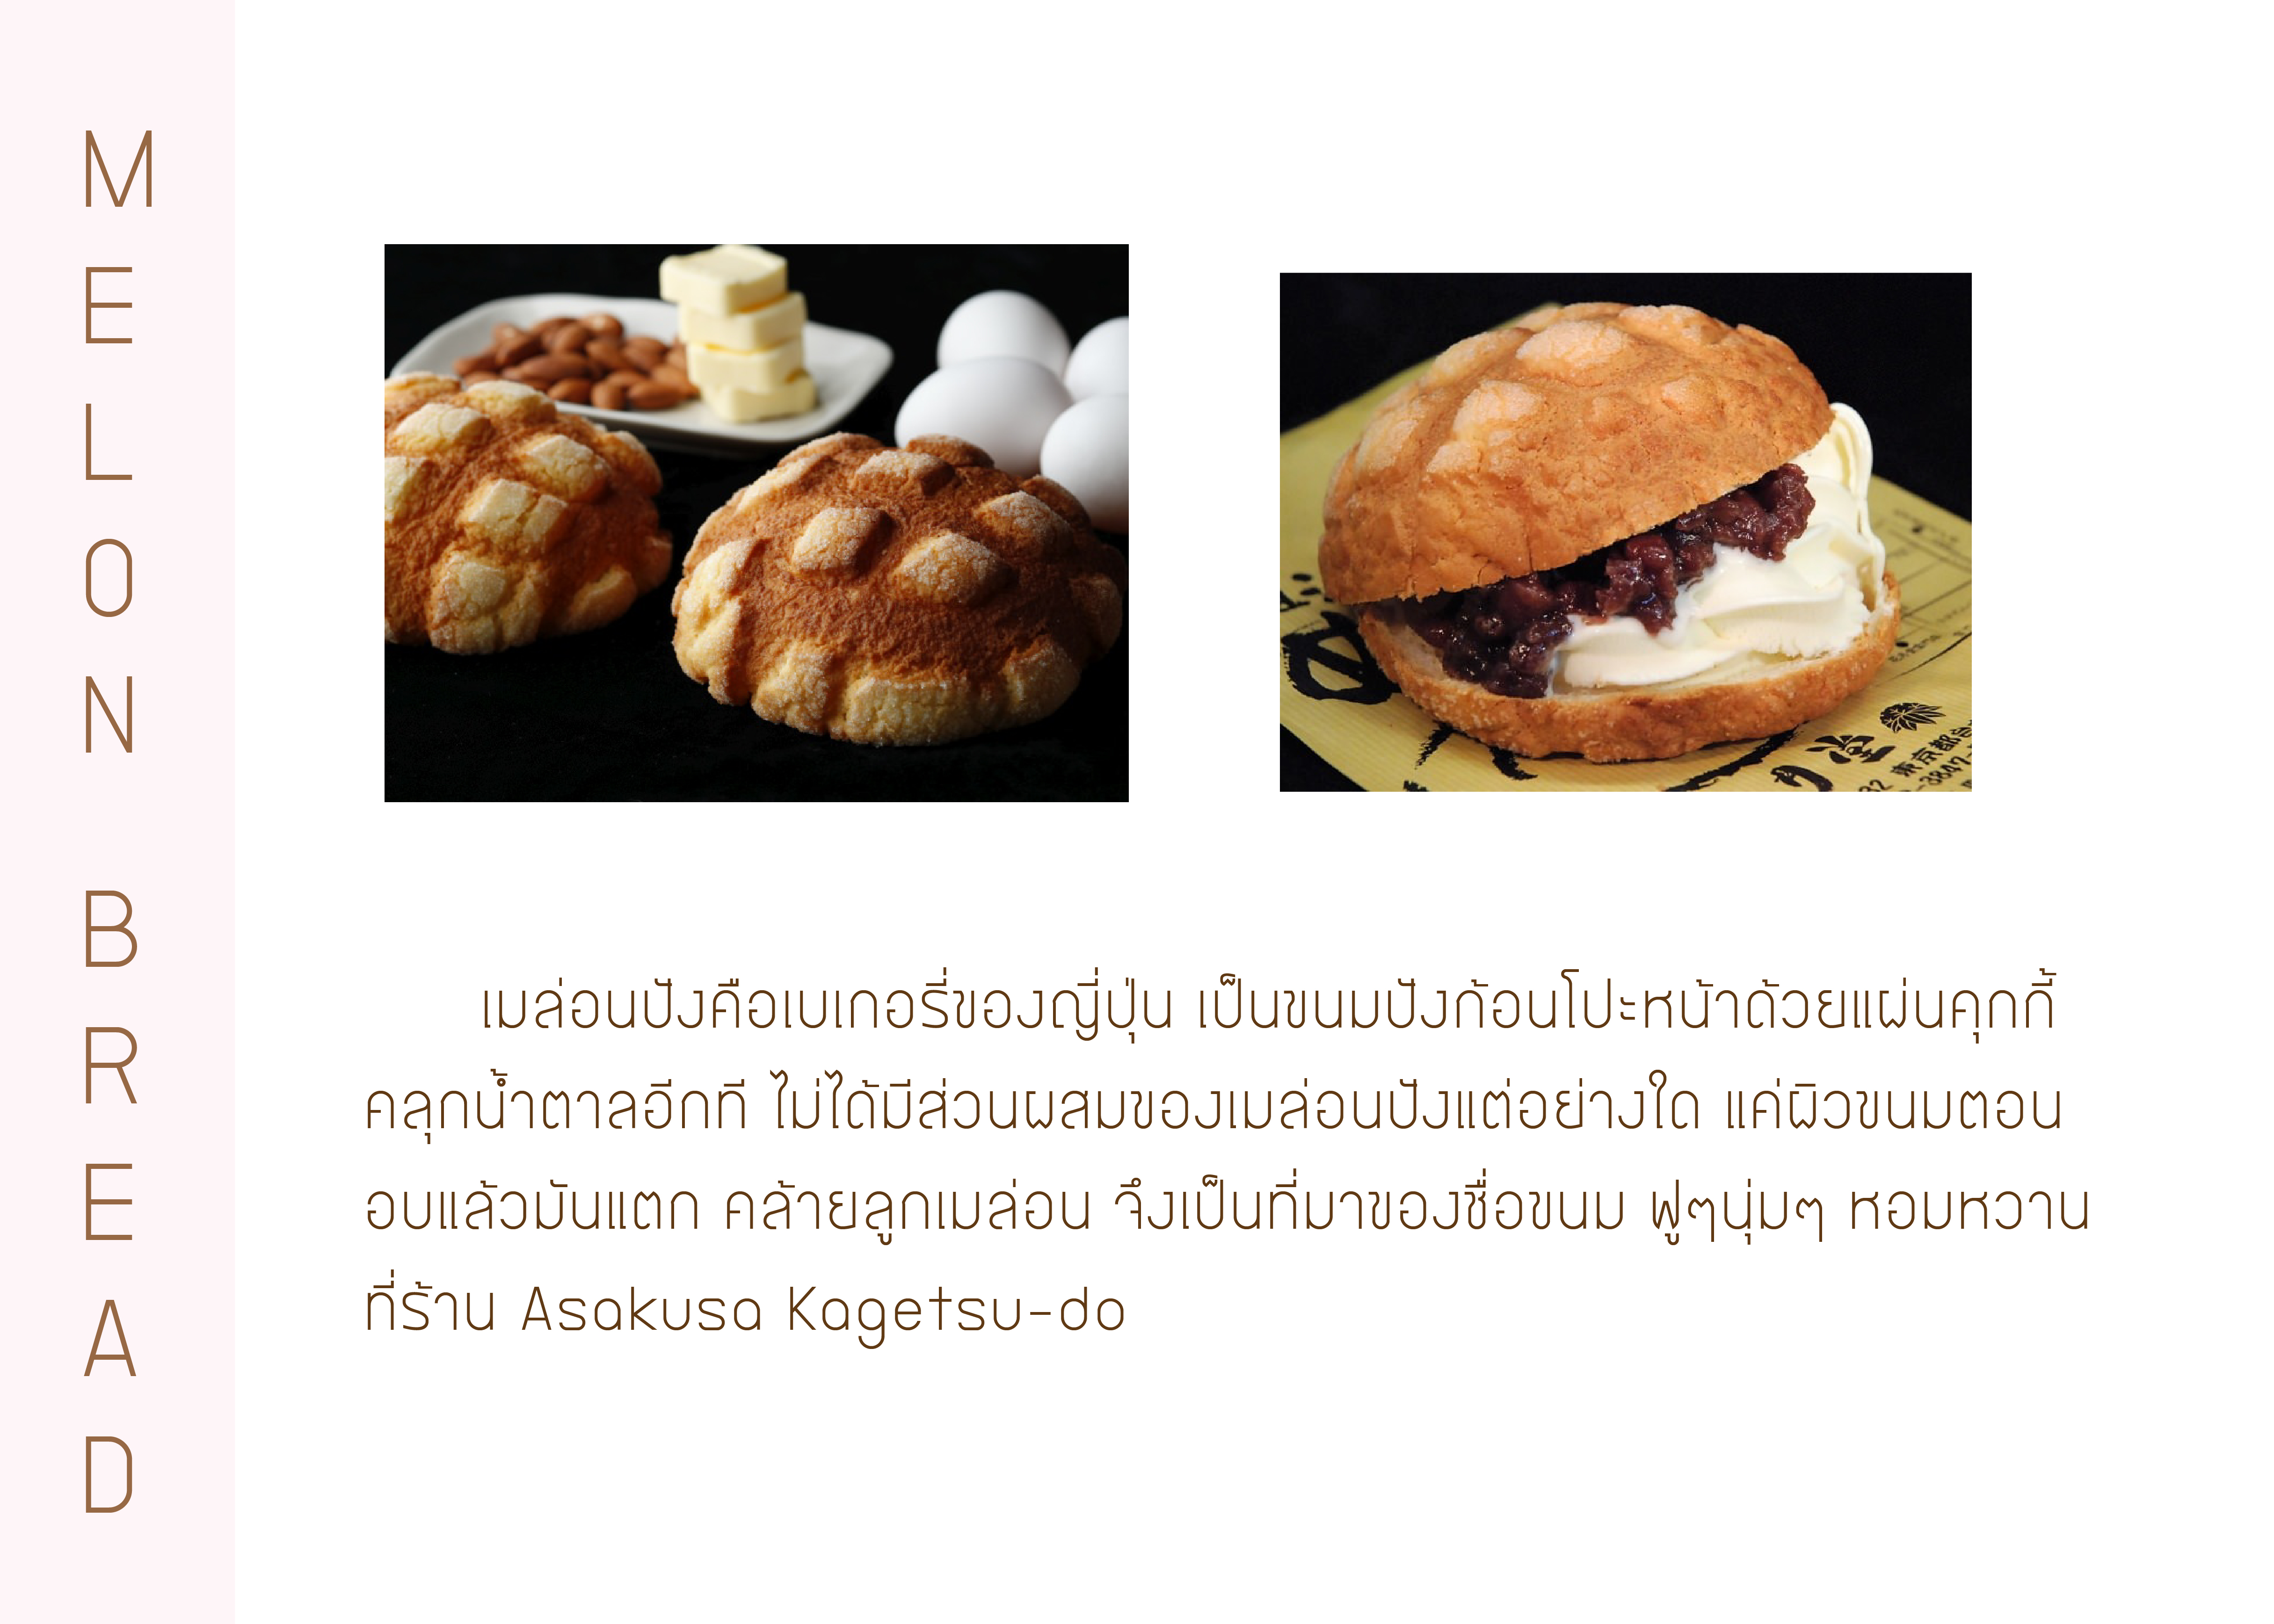 MELON BREAD
月堂
東京都台
32
-3847-
เมล่อนปังคือเบเกอรี่ของญี่ปุ่น เป็นขนมปังก้อนโปะหน้าด้วยแผ่นคุกกี้
คลุกน้ำตาลอีกที ไม่ได้มีส่วนผสมของเมล่อนปังแต่อย่างใด แค่ผิวขนมตอน
อบแล้วมันแตก คล้ายลูกเมล่อน จึงเป็นที่มาของชื่อขนม ฟูๆนุ่มๆ หอมหวาน
ที่ร้าน Asakusa Kagetsu-do